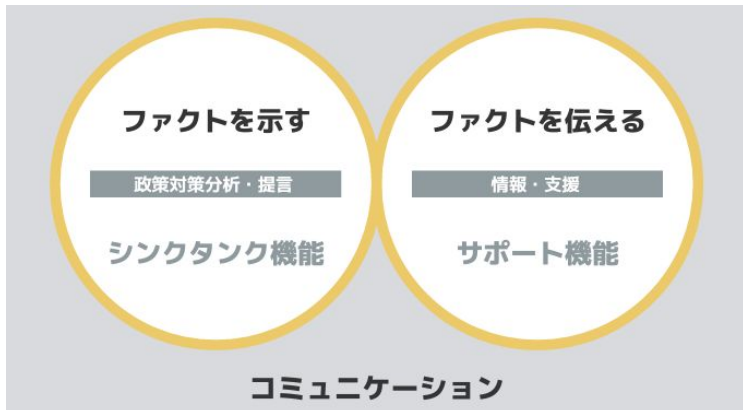 ファクトを示す
政策対策分析・提言
シンクタンク機能
ファクトを伝える
情報・支援
サポート機能
コミュニケーション